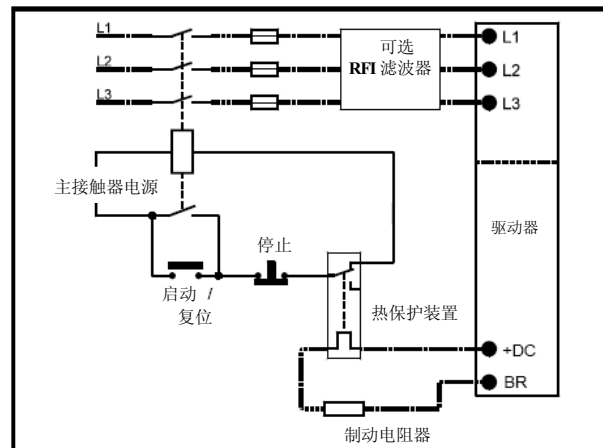 L1
L2
L3
可选
RFI 滤波器
L1
L2
L3
主接触器电源
驱动器
停止
启动 /
复位
热保护装置
+DC
BR
制动电阻器